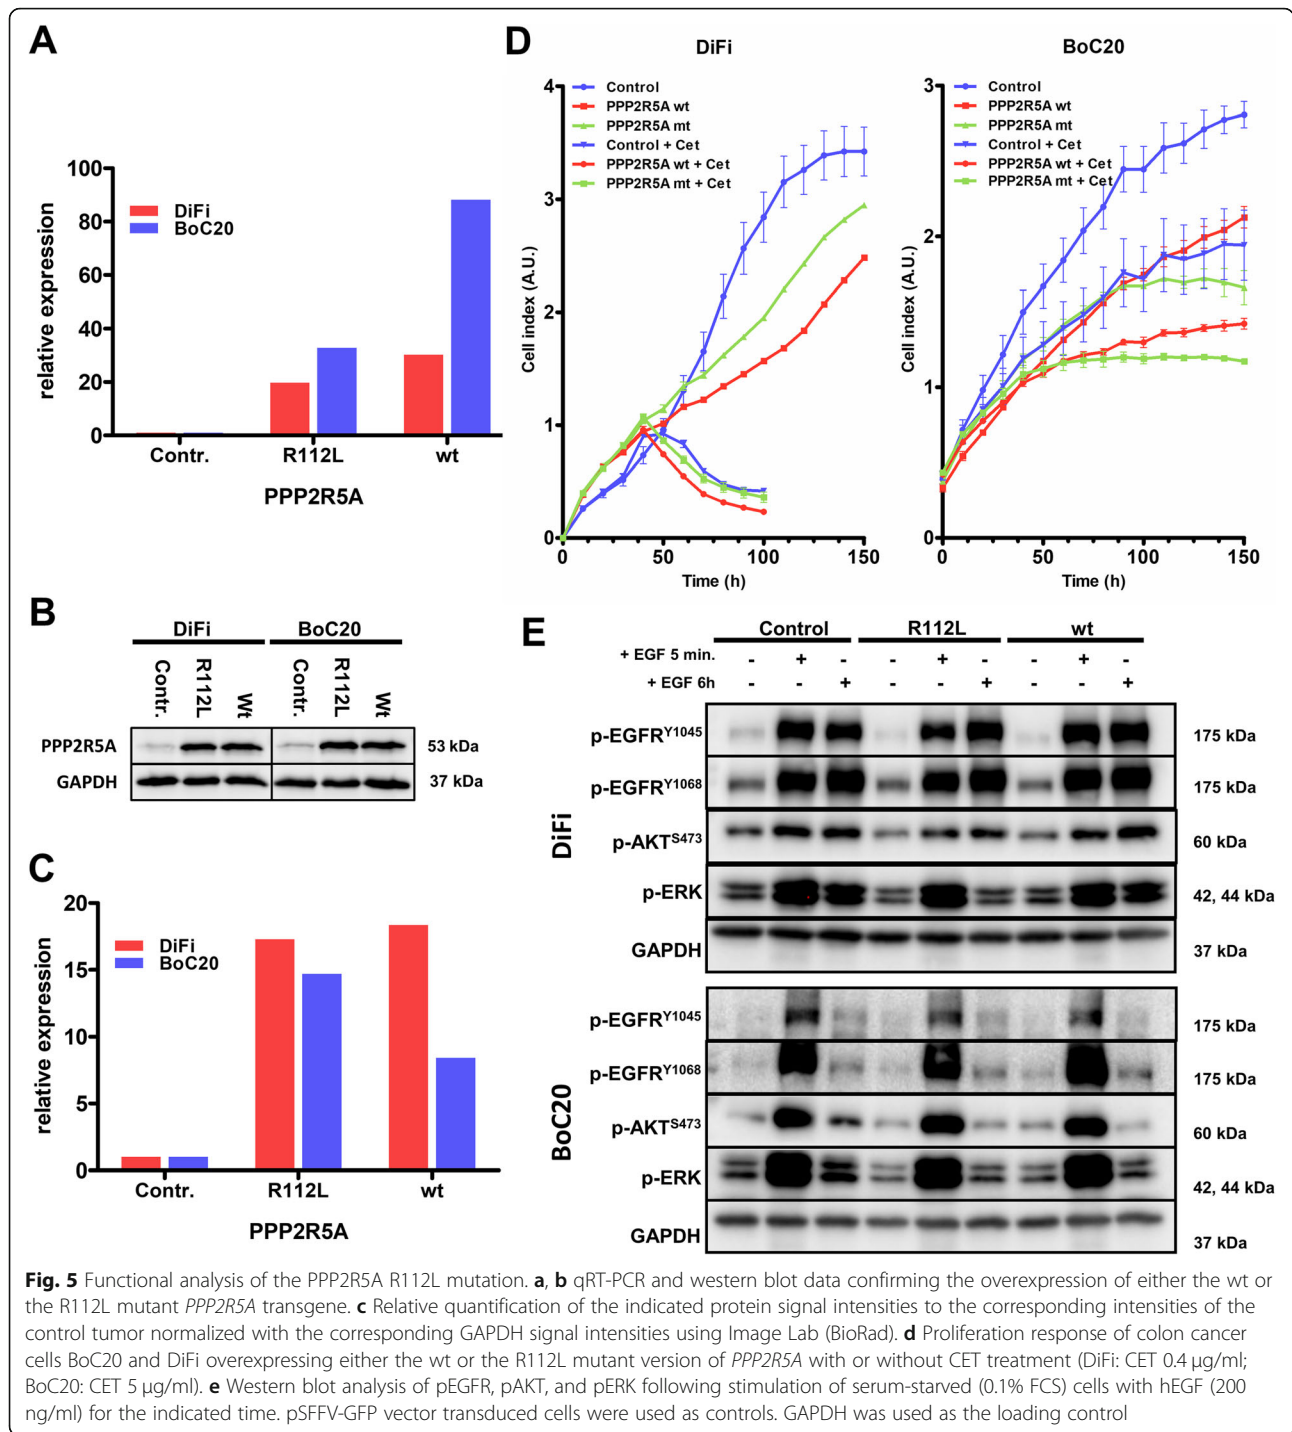 A
relative expression
100
80
60
40
20
0
DiFi
BoC20
Contr.
R112L
wt
PPP2R5A
B
DiFi
BoC20
Contr.
R112L
Wt
Contr.
R112L
Wt
PPP2R5A
53 kDa
GAPDH
37 kDa
C
relative expression
20
15
10
5
0
DiFi
BoC20
Contr.
R112L
wt
PPP2R5A
D
DiFi
Cell index (A.U.)
4
3
2
1
0
Control
PPP2R5A wt
PPP2R5A mt
Control + Cet
PPP2R5A wt + Cet
PPP2R5A mt + Cet
0
50
100
150
Time (h)
BoC20
Cell index (A.U.)
3
2
1
0
Control
PPP2R5A wt
PPP2R5A mt
Control + Cet
PPP2R5A wt + Cet
PPP2R5A mt + Cet
0
50
100
150
Time (h)
E
Control
R112L
wt
+ EGF 5 min. - + - - + - - + -
+ EGF 6h - - + - - + - - +
DiFi
p-EGFRY1045
175 kDa
p-EGFRY1068
175 kDa
p-AKTS473
60 kDa
p-ERK
42, 44 kDa
GAPDH
37 kDa
BoC20
p-EGFRY1045
175 kDa
p-EGFRY1068
175 kDa
p-AKTS473
60 kDa
p-ERK
42, 44 kDa
GAPDH
37 kDa
Fig. 5 Functional analysis of the PPP2R5A R112L mutation. a, b qRT-PCR and western blot data confirming the overexpression of either the wt or
the R112L mutant PPP2R5A transgene. c Relative quantification of the indicated protein signal intensities to the corresponding intensities of the
control tumor normalized with the corresponding GAPDH signal intensities using Image Lab (BioRad). d Proliferation response of colon cancer
cells BoC20 and DiFi overexpressing either the wt or the R112L mutant version of PPP2R5A with or without CET treatment (DiFi: CET 0.4 μg/ml;
BoC20: CET 5 μg/ml). e Western blot analysis of pEGFR, pAKT, and pERK following stimulation of serum-starved (0.1% FCS) cells with hEGF (200
ng/ml) for the indicated time. pSFFV-GFP vector transduced cells were used as controls. GAPDH was used as the loading control